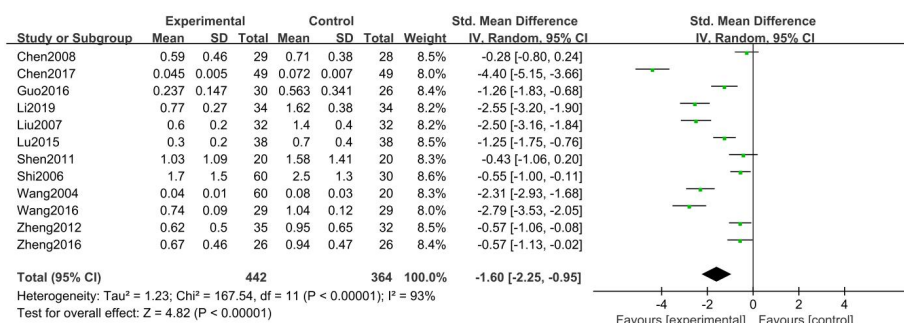 Experimental Control Std. Mean Difference Std. Mean Difference
Study or Subgroup Mean SD Total Mean SD Total Weight IV, Random, 95% CI IV, Random, 95% CI
Chen2008 0.59 0.46 29 0.71 0.38 28 8.5% -0.28 [-0.80, 0.24]
Chen2017 0.045 0.005 49 0.072 0.007 49 8.0% -4.40 [-5.15, -3.66]
Guo2016 0.237 0.147 30 0.563 0.341 26 8.4% -1.26 [-1.83, -0.68]
Li2019 0.77 0.27 34 1.62 0.38 34 8.2% -2.55 [-3.20, -1.90]
Liu2007 0.6 0.2 32 1.4 0.4 32 8.2% -2.50 [-3.16, -1.84]
Lu2015 0.3 0.2 38 0.7 0.4 38 8.5% -1.25 [-1.75, -0.76]
Shen2011 1.03 1.09 20 1.58 1.41 20 8.3% -0.43 [-1.06, 0.20]
Shi2006 1.7 1.5 60 2.5 1.3 30 8.6% -0.55 [-1.00, -0.11]
Wang2004 0.04 0.01 60 0.08 0.03 20 8.3% -2.31 [-2.93, -1.68]
Wang2016 0.74 0.09 29 1.04 0.12 29 8.0% -2.79 [-3.53, -2.05]
Zheng2012 0.62 0.5 35 0.95 0.65 32 8.5% -0.57 [-1.06, -0.08]
Zheng2016 0.67 0.46 26 0.94 0.47 26 8.4% -0.57 [-1.13, -0.02]
Total (95% CI) 442 364 100.0% -1.60 [-2.25, -0.95]
Heterogeneity: Tau² = 1.23; Chi² = 167.54, df = 11 (P < 0.00001); I² = 93%
Test for overall effect: Z = 4.82 (P < 0.00001)
-4 -2 0 2 4
Favours [experimental] Favours [control]